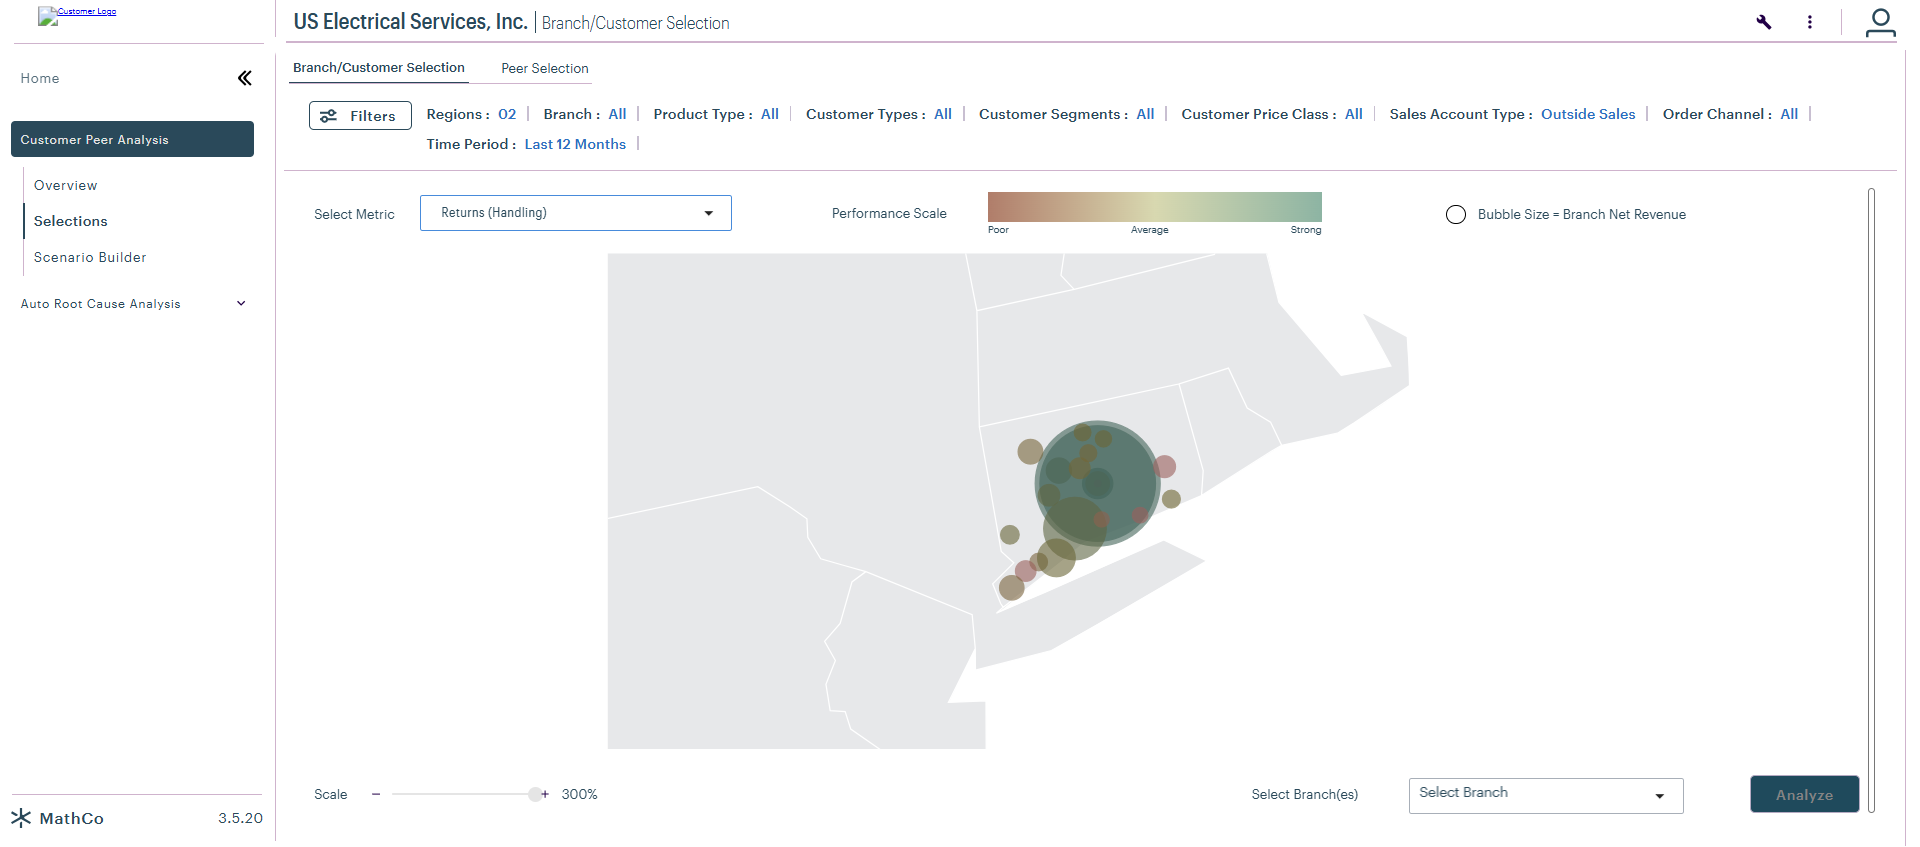 Customer Logo
US Electrical Services, Inc. | Branch/Customer Selection
Home
Branch/Customer Selection
Peer Selection
Filters
Regions : 02
Branch : All
Product Type : All
Customer Types : All
Customer Segments : All
Customer Price Class : All
Sales Account Type : Outside Sales
Order Channel : All
Time Period : Last 12 Months
Customer Peer Analysis
Overview
Selections
Scenario Builder
Auto Root Cause Analysis
Select Metric
Returns (Handling)
Performance Scale
Poor
Average
Strong
Bubble Size = Branch Net Revenue
Scale
− + 300%
Select Branch(es)
Select Branch
Analyze
MathCo
3.5.20